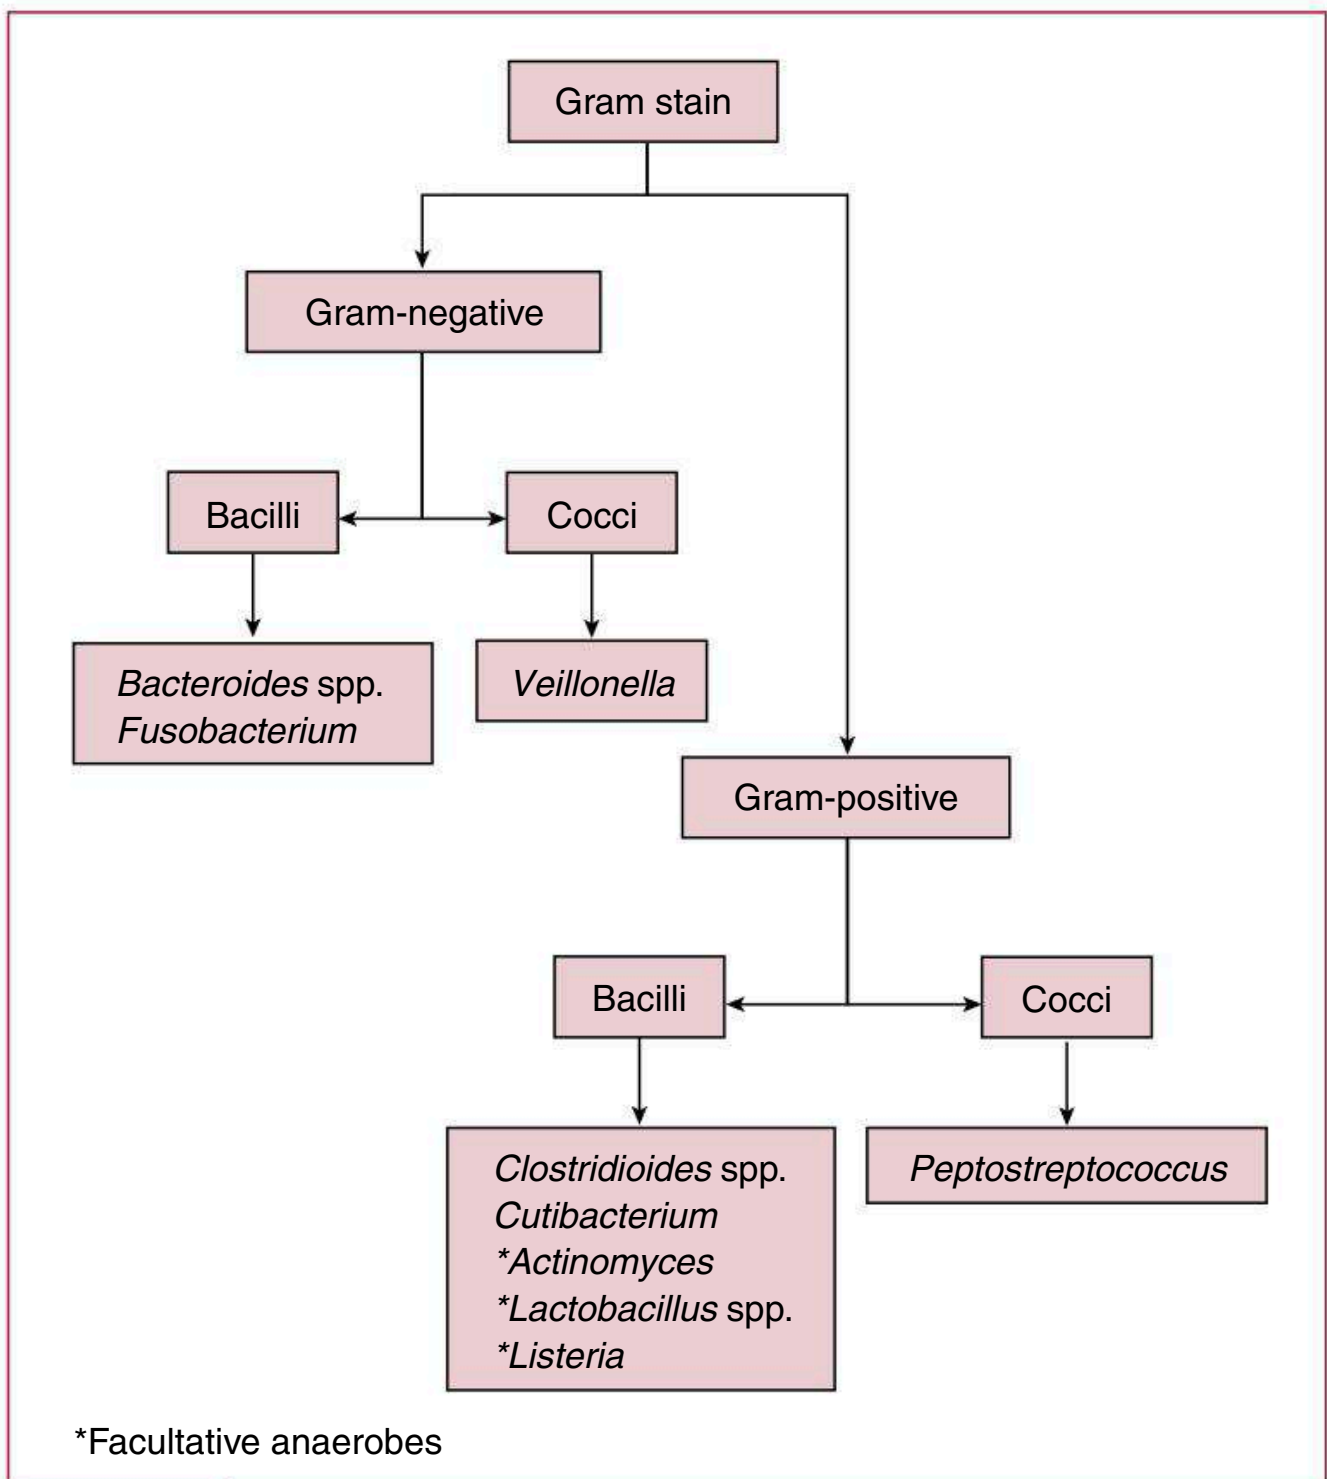 Gram stain
Gram-negative
Bacilli
Cocci
Bacteroides spp.
Fusobacterium
Veillonella
Gram-positive
Bacilli
Cocci
Clostridioides spp.
Cutibacterium
*Actinomyces
*Lactobacillus spp.
*Listeria
Peptostreptococcus
*Facultative anaerobes